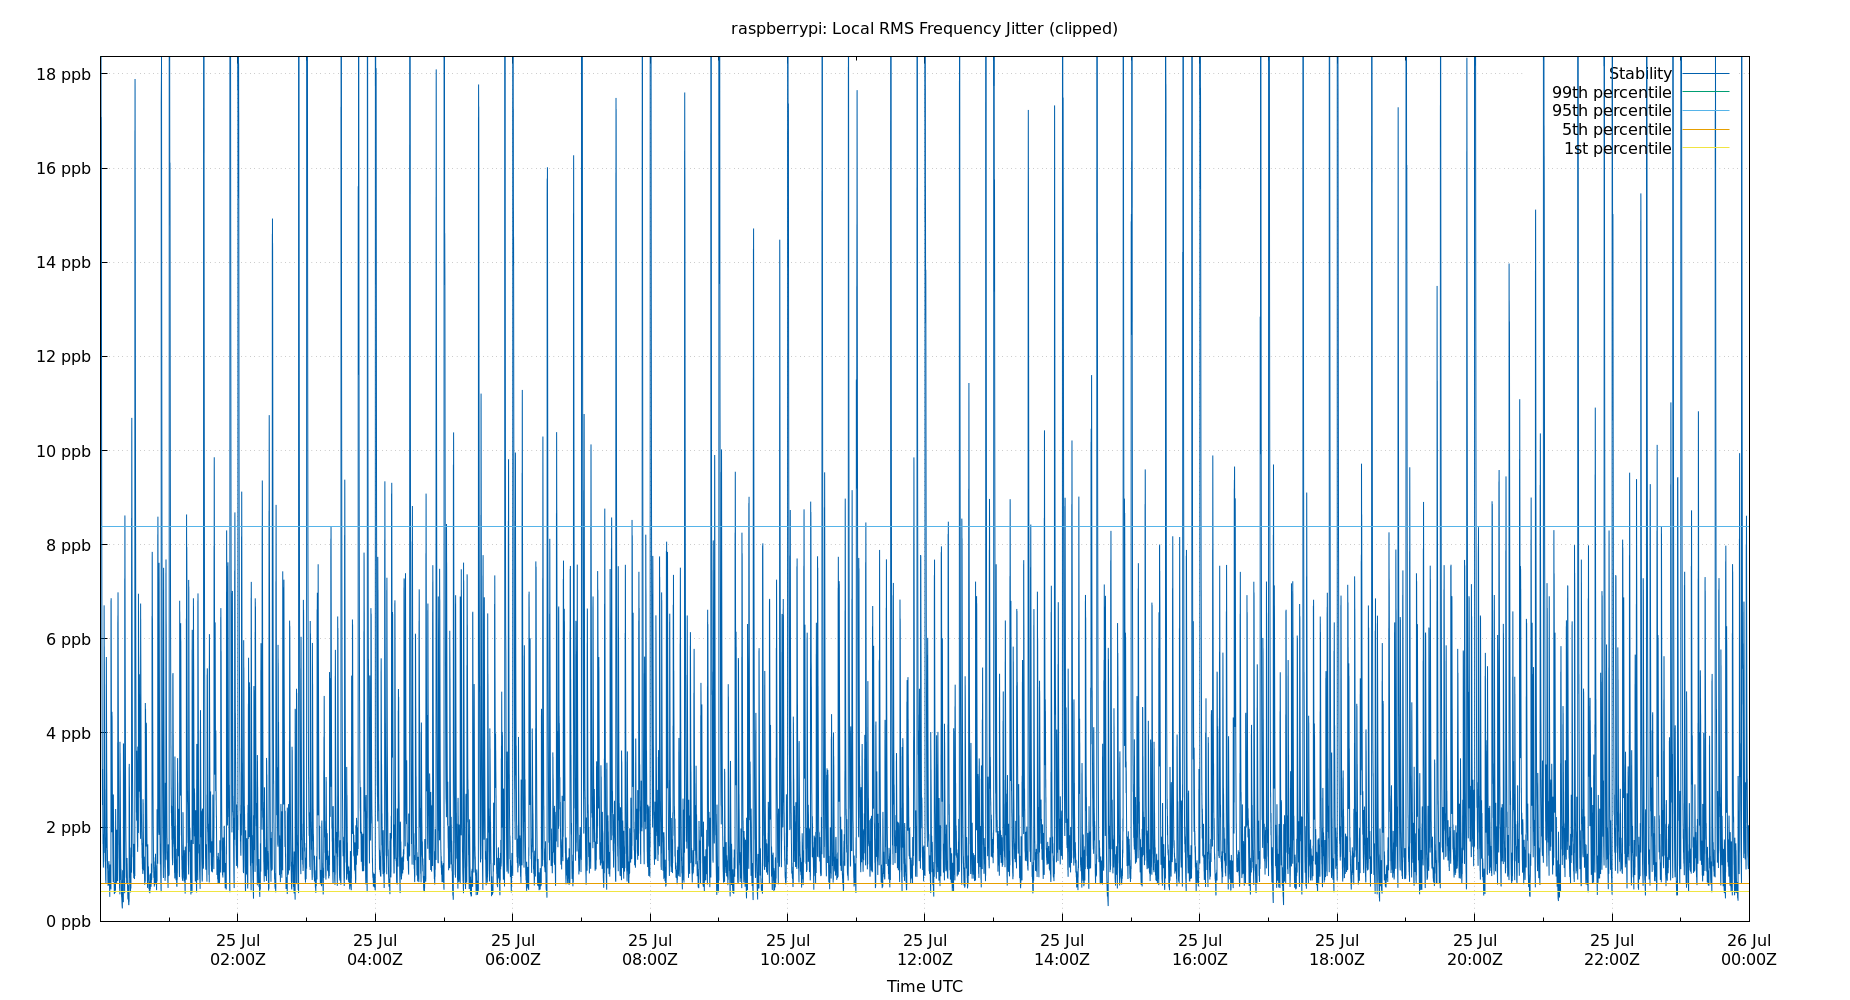 raspberrypi: Local RMS Frequency Jitter (clipped)
18 ppb
16 ppb
14 ppb
12 ppb
10 ppb
8 ppb
6 ppb
4 ppb
2 ppb
0 ppb
Stability
99th percentile
95th percentile
5th percentile
1st percentile
25 Jul 25 Jul 25 Jul 25 Jul 25 Jul 25 Jul 25 Jul 25 Jul 25 Jul 25 Jul 25 Jul 26 Jul
02:00Z 04:00Z 06:00Z 08:00Z 10:00Z 12:00Z 14:00Z 16:00Z 18:00Z 20:00Z 22:00Z 00:00Z
Time UTC